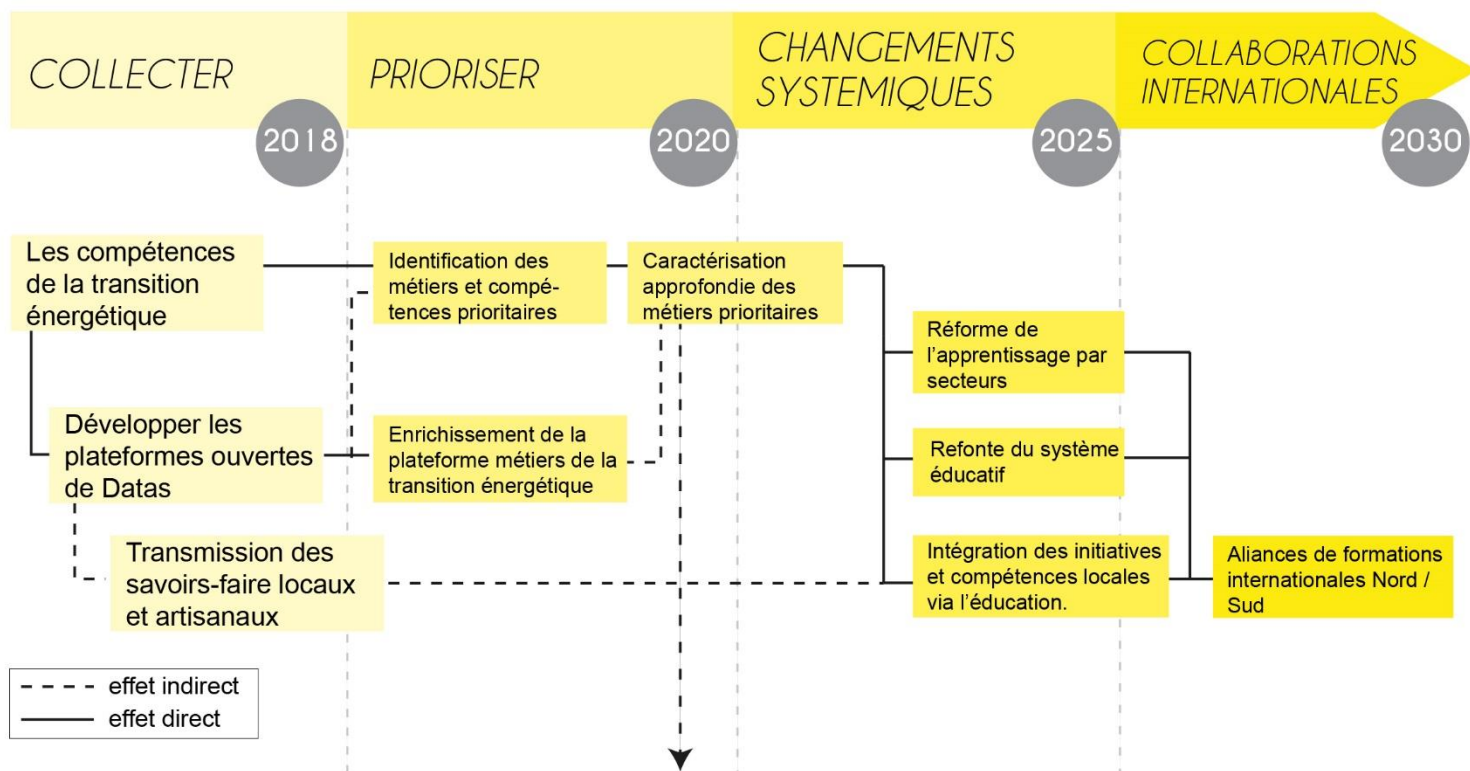 COLLECTER
PRIORISER
CHANGEMENTS
SYSTEMIQUES
COLLABORATIONS
INTERNATIONALES
2018
2020
2025
2030
Les compétences
de la transition
énergétique
Identification des
métiers et compé-
tences prioritaires
Caractérisation
approfondie des
métiers prioritaires
Réforme de
l'apprentissage par
secteurs
Développer les
plateformes ouvertes
de Datas
Enrichissement de la
plateforme métiers de la
transition énergétique
Refonte du système
éducatif
Transmission des
savoirs-faire locaux
et artisanaux
Intégration des initiatives
et compétences locale
via l'éducation.
Aliances de formations
internationales Nord /
Sud
effet indirect
effet direct